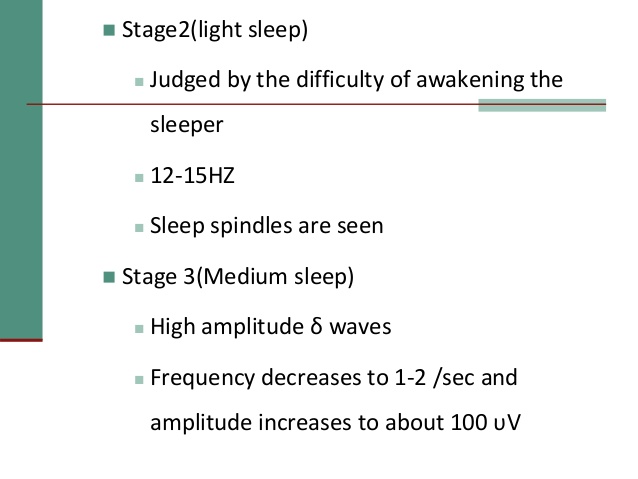 Stage2(light sleep)
Judged by the difficulty of awakening the
sleeper
12-15HZ
Sleep spindles are seen
Stage 3(Medium sleep)
High amplitude δ waves
Frequency decreases to 1-2 /sec and
amplitude increases to about 100 υV